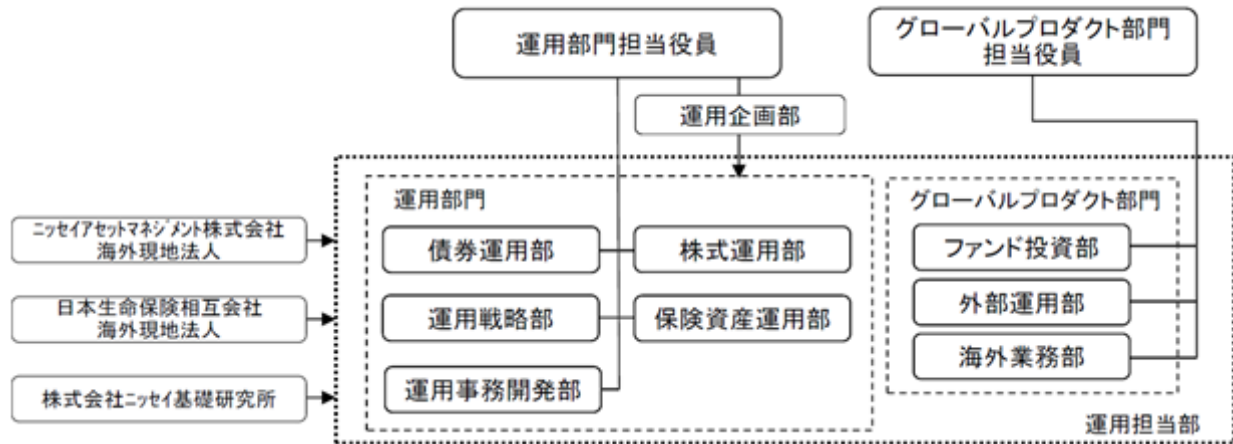 運用部門担当役員
グローバルプロダクト部門
担当役員
運用企画部
運用部門
グローバルプロダクト部門
ニッセイアセットマネジメント株式会社
海外現地法人
債券運用部
株式運用部
ファンド投資部
日本生命保険相互会社
海外現地法人
運用戦略部
保険資産運用部
外部運用部
海外業務部
株式会社ニッセイ基礎研究所
運用事務開発部
運用担当部